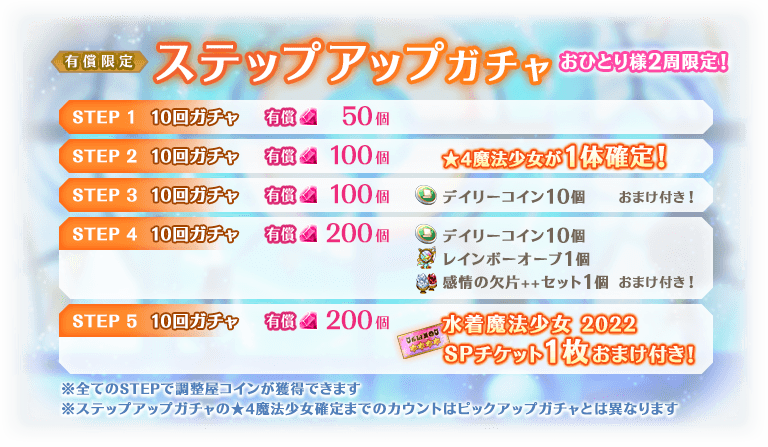 有償限定 ステップアップガチャ おひとり様2周限定!
STEP 1 10回ガチャ 有償 50個
STEP 2 10回ガチャ 有償 100個 ★4魔法少女が1体確定!
STEP 3 10回ガチャ 有償 100個 デイリーコイン10個 おまけ付き!
STEP 4 10回ガチャ 有償 200個 デイリーコイン10個
レインボーオーブ1個
感情の欠片++セット1個 おまけ付き!
STEP 5 10回ガチャ 有償 200個 水着魔法少女 2022
SPチケット1枚おまけ付き!
※全てのSTEPで調整屋コインが獲得できます
※ステップアップガチャの★4魔法少女確定までのカウントはピックアップガチャとは異なります